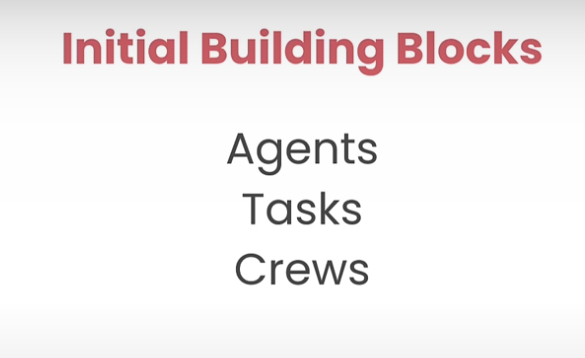 Initial Building Blocks
Agents
Tasks
Crews